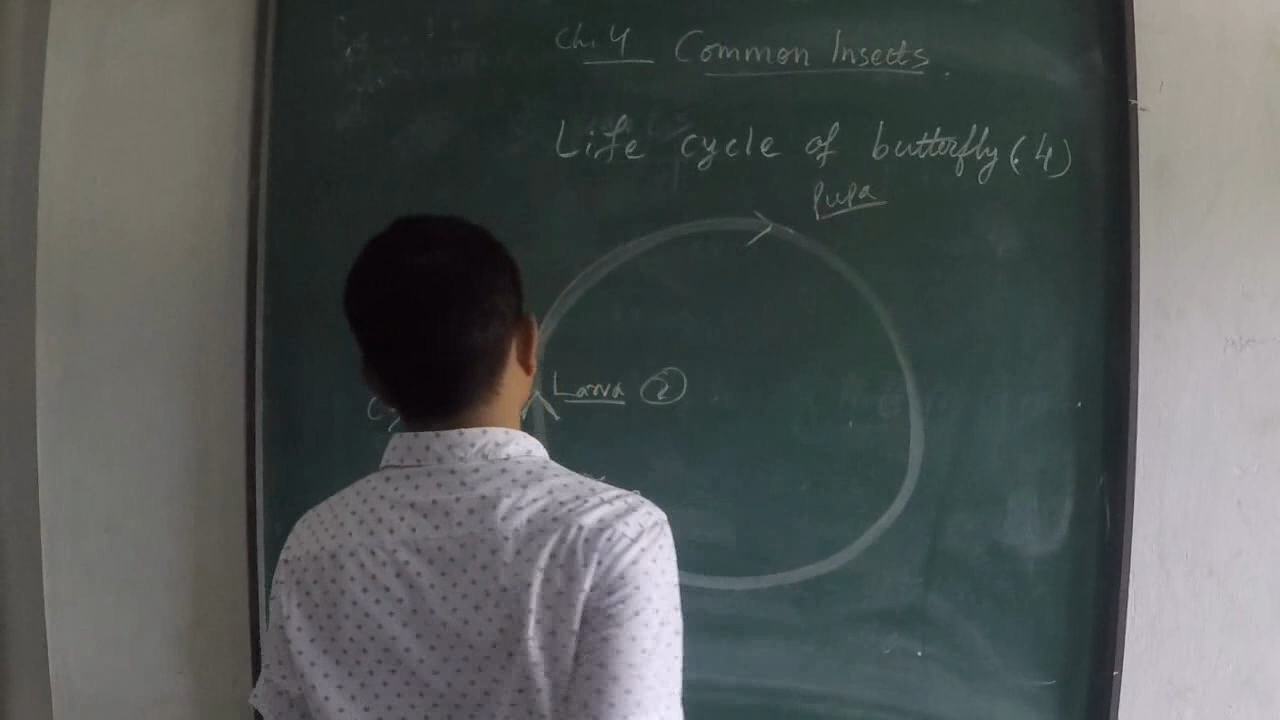 Ch. 4 Common Insects.
Life cycle of butterfly (4)
Pupa
Larva ②